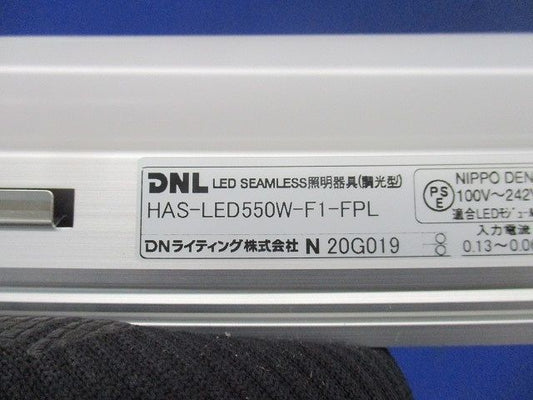 DNL LED SEAMLESS照明器具(調光型)
HAS-LED550W-F1-FPL
DNライティング株式会社 N 20G019
PS
E
NIPPO DEN
100V～242V
適合LEDモジュー
入力電流
0.13～0.0